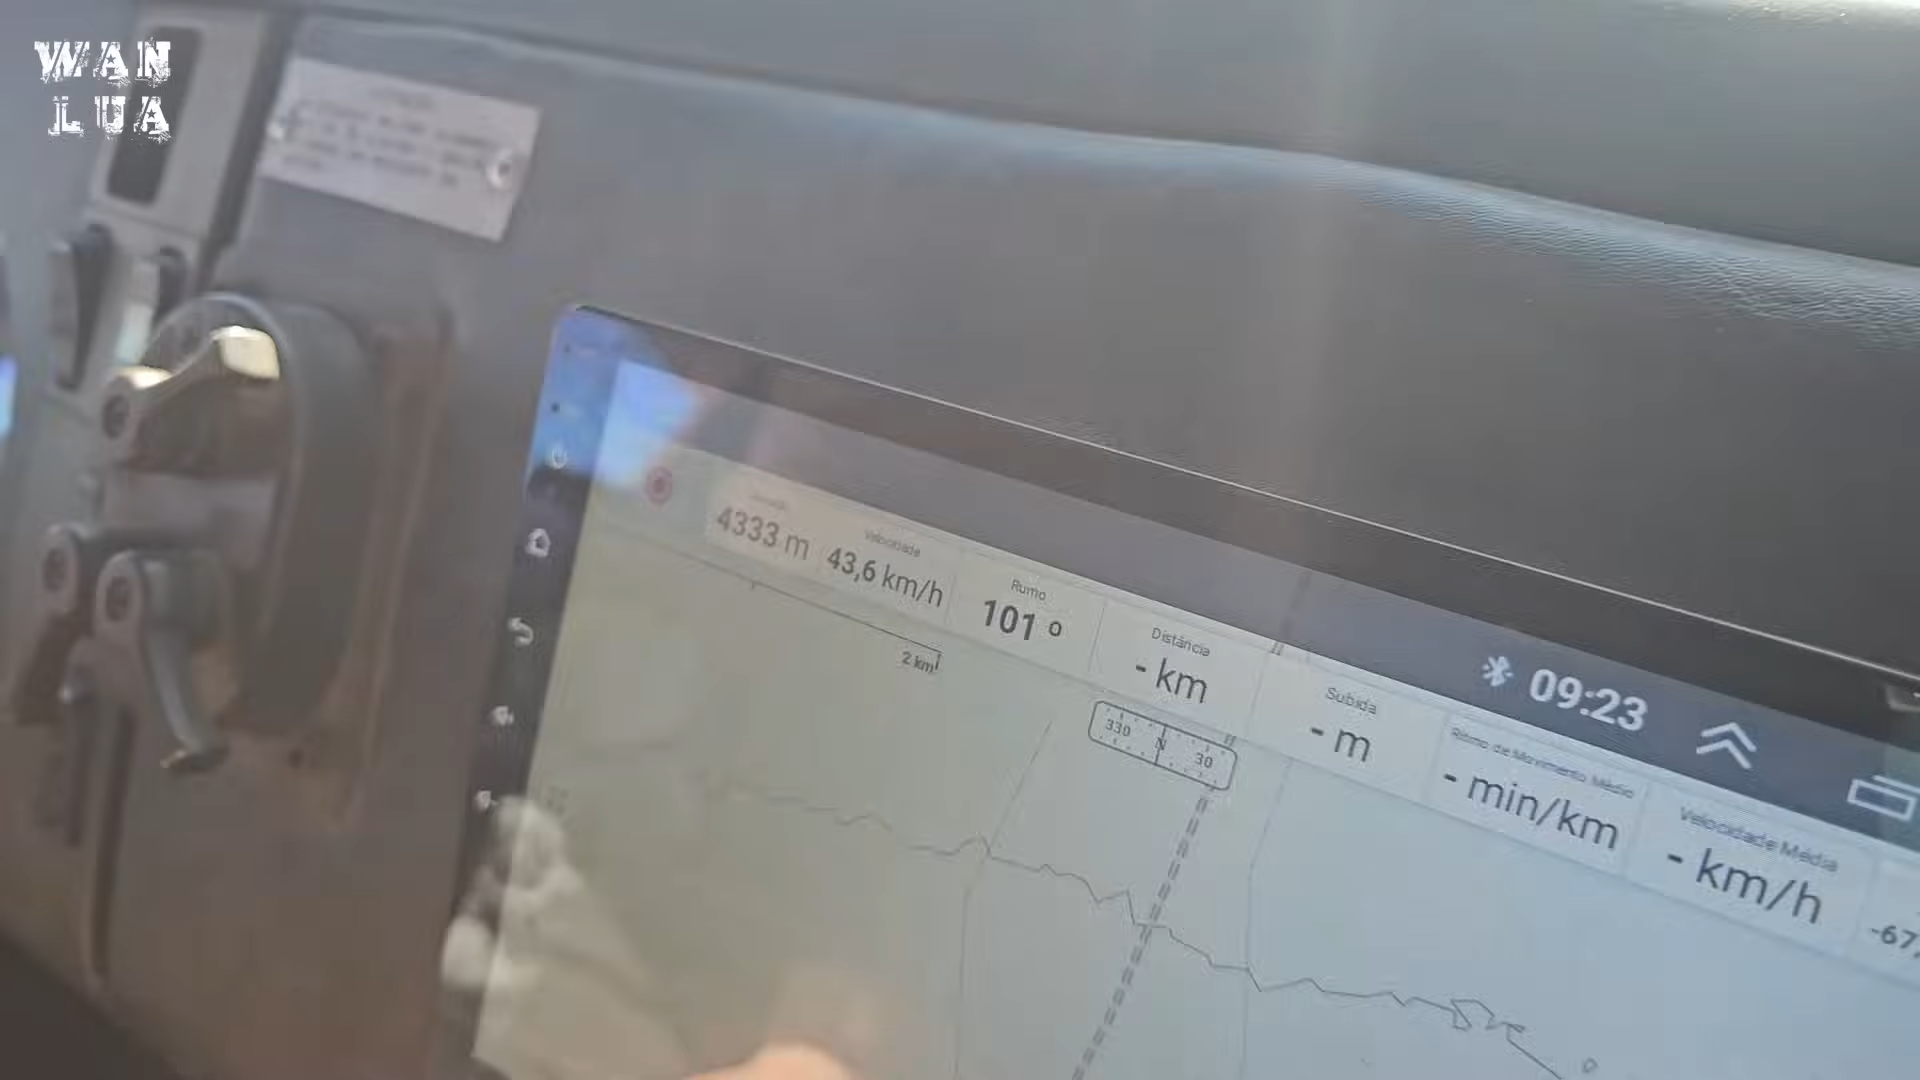 WAN
LUA
4333 m
Velocidade
43,6 km/h
Rumo
101 º
Distância
- km
Subida
- m
Ritmo de Movimento Médio
- min/km
Velocidade Média
- km/h
-67
09:23
2 km
330 N 30